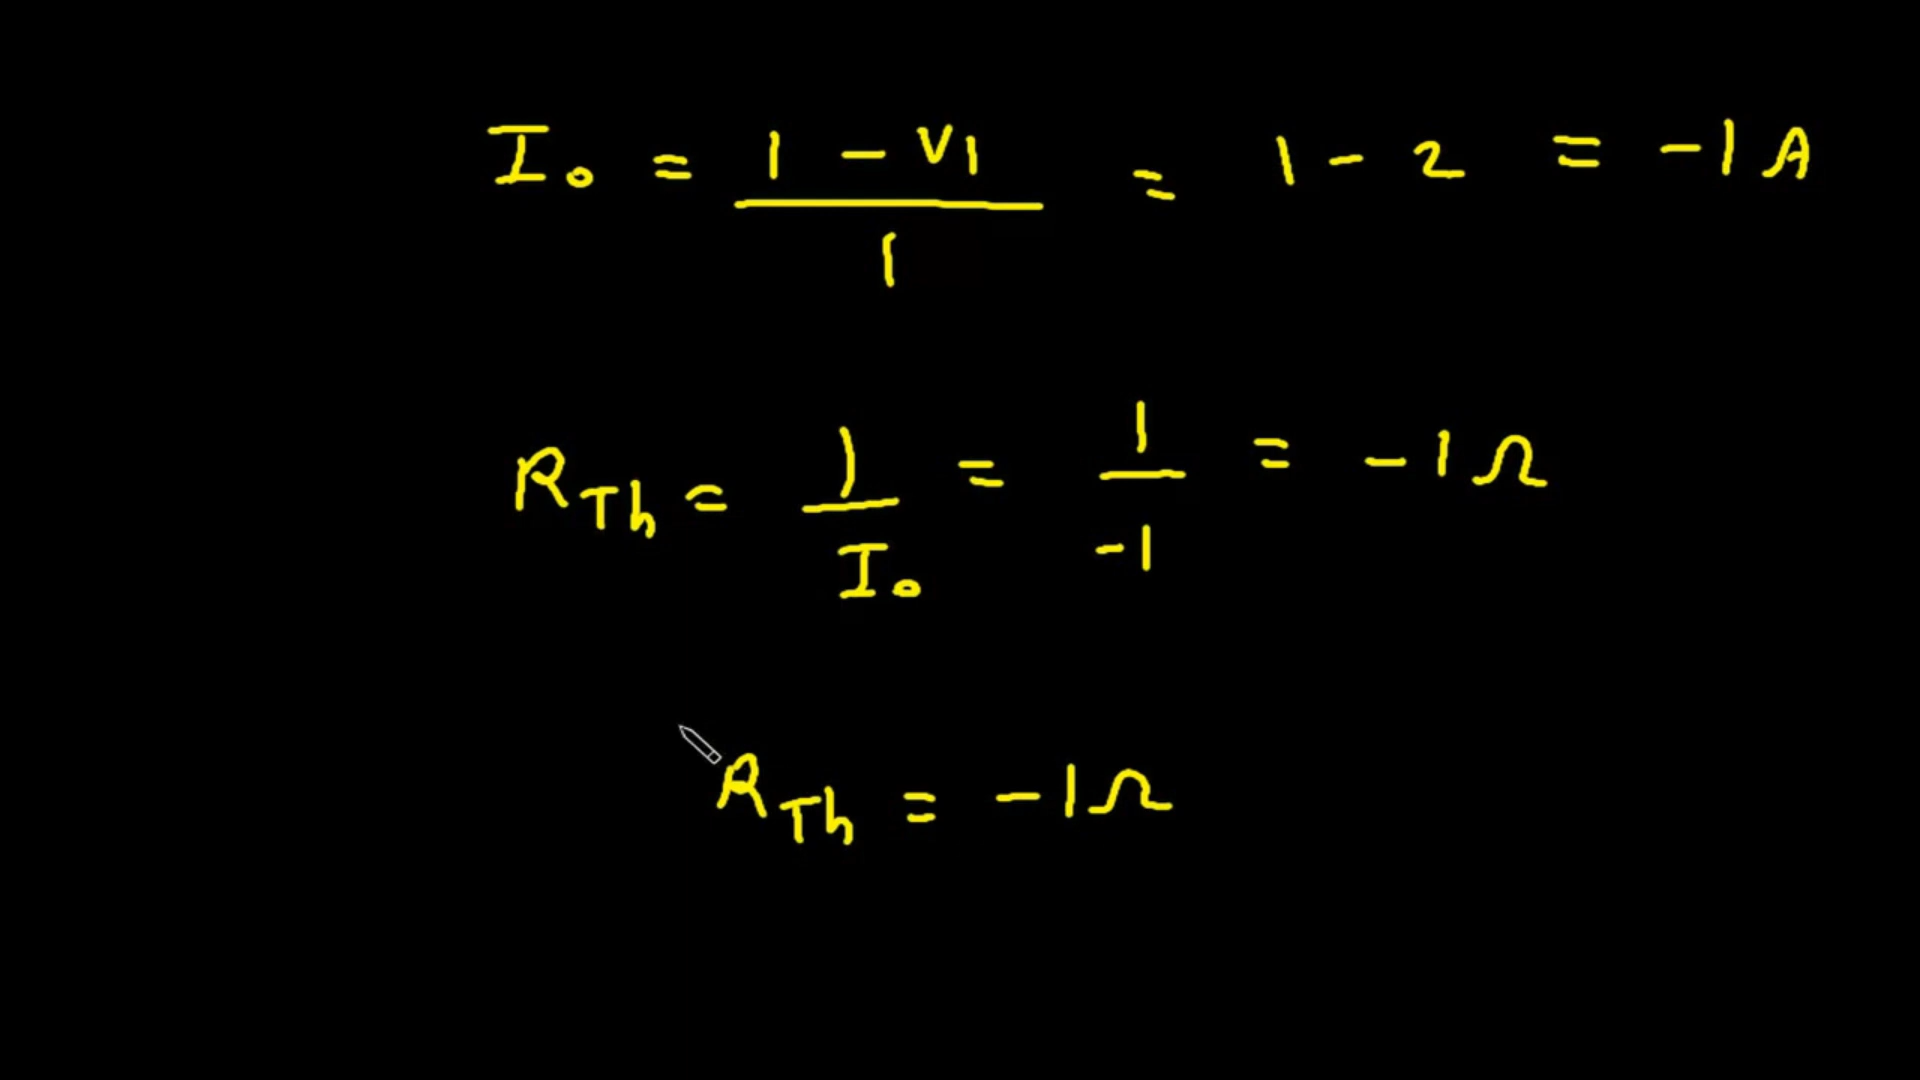 I₀ = (1 - V1)/1 = 1 - 2 = -1 A
R_Th = 1/I₀ = 1/-1 = -1 Ω
R_Th = -1 Ω